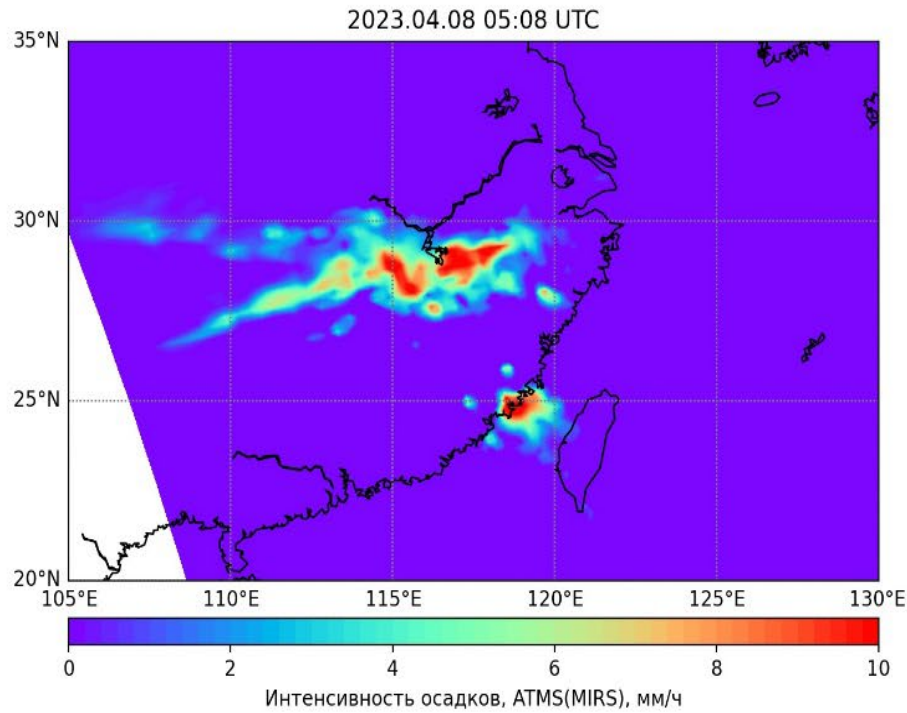 2023.04.08 05:08 UTC
35°N
30°N
25°N
20°N
105°E 110°E 115°E 120°E 125°E 130°E
0 2 4 6 8 10
Интенсивность осадков, ATMS(MIRS), мм/ч